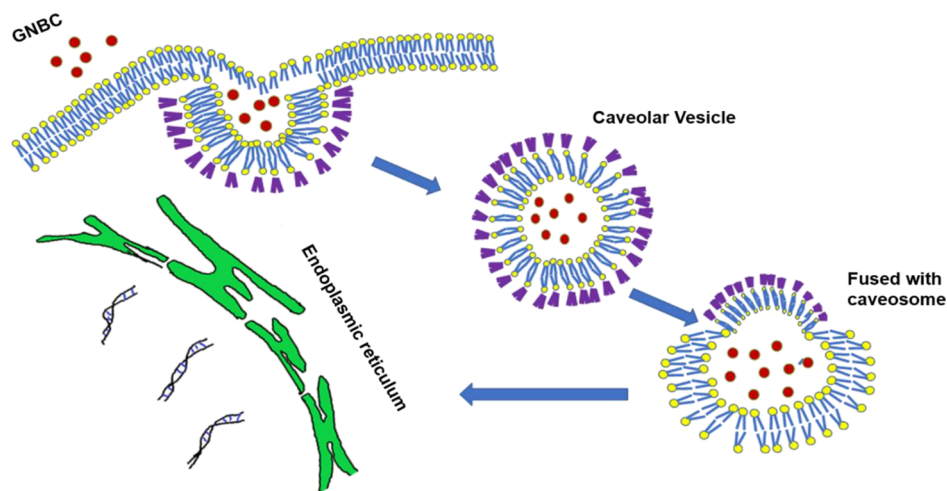 GNBC
Caveolar Vesicle
Fused with
caveosome
Endoplasmic reticulum